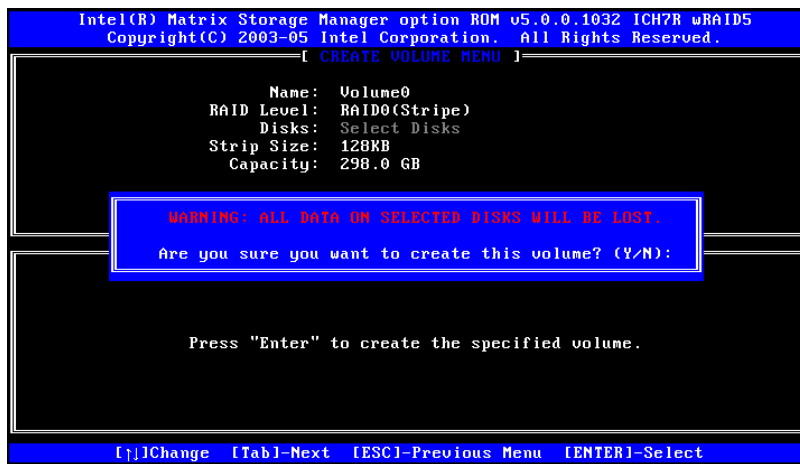 Intel(R) Matrix Storage Manager option ROM v5.0.0.1032 ICH7R wRAID5
Copyright(C) 2003-05 Intel Corporation. All Rights Reserved.
[ CREATE VOLUME MENU ]
Name: Volume0
RAID Level: RAID0(Stripe)
Disks: Select Disks
Strip Size: 128KB
Capacity: 298.0 GB
WARNING: ALL DATA ON SELECTED DISKS WILL BE LOST.
Are you sure you want to create this volume? (Y/N):
Press "Enter" to create the specified volume.
[↑↓]Change [Tab]-Next [ESC]-Previous Menu [ENTER]-Select